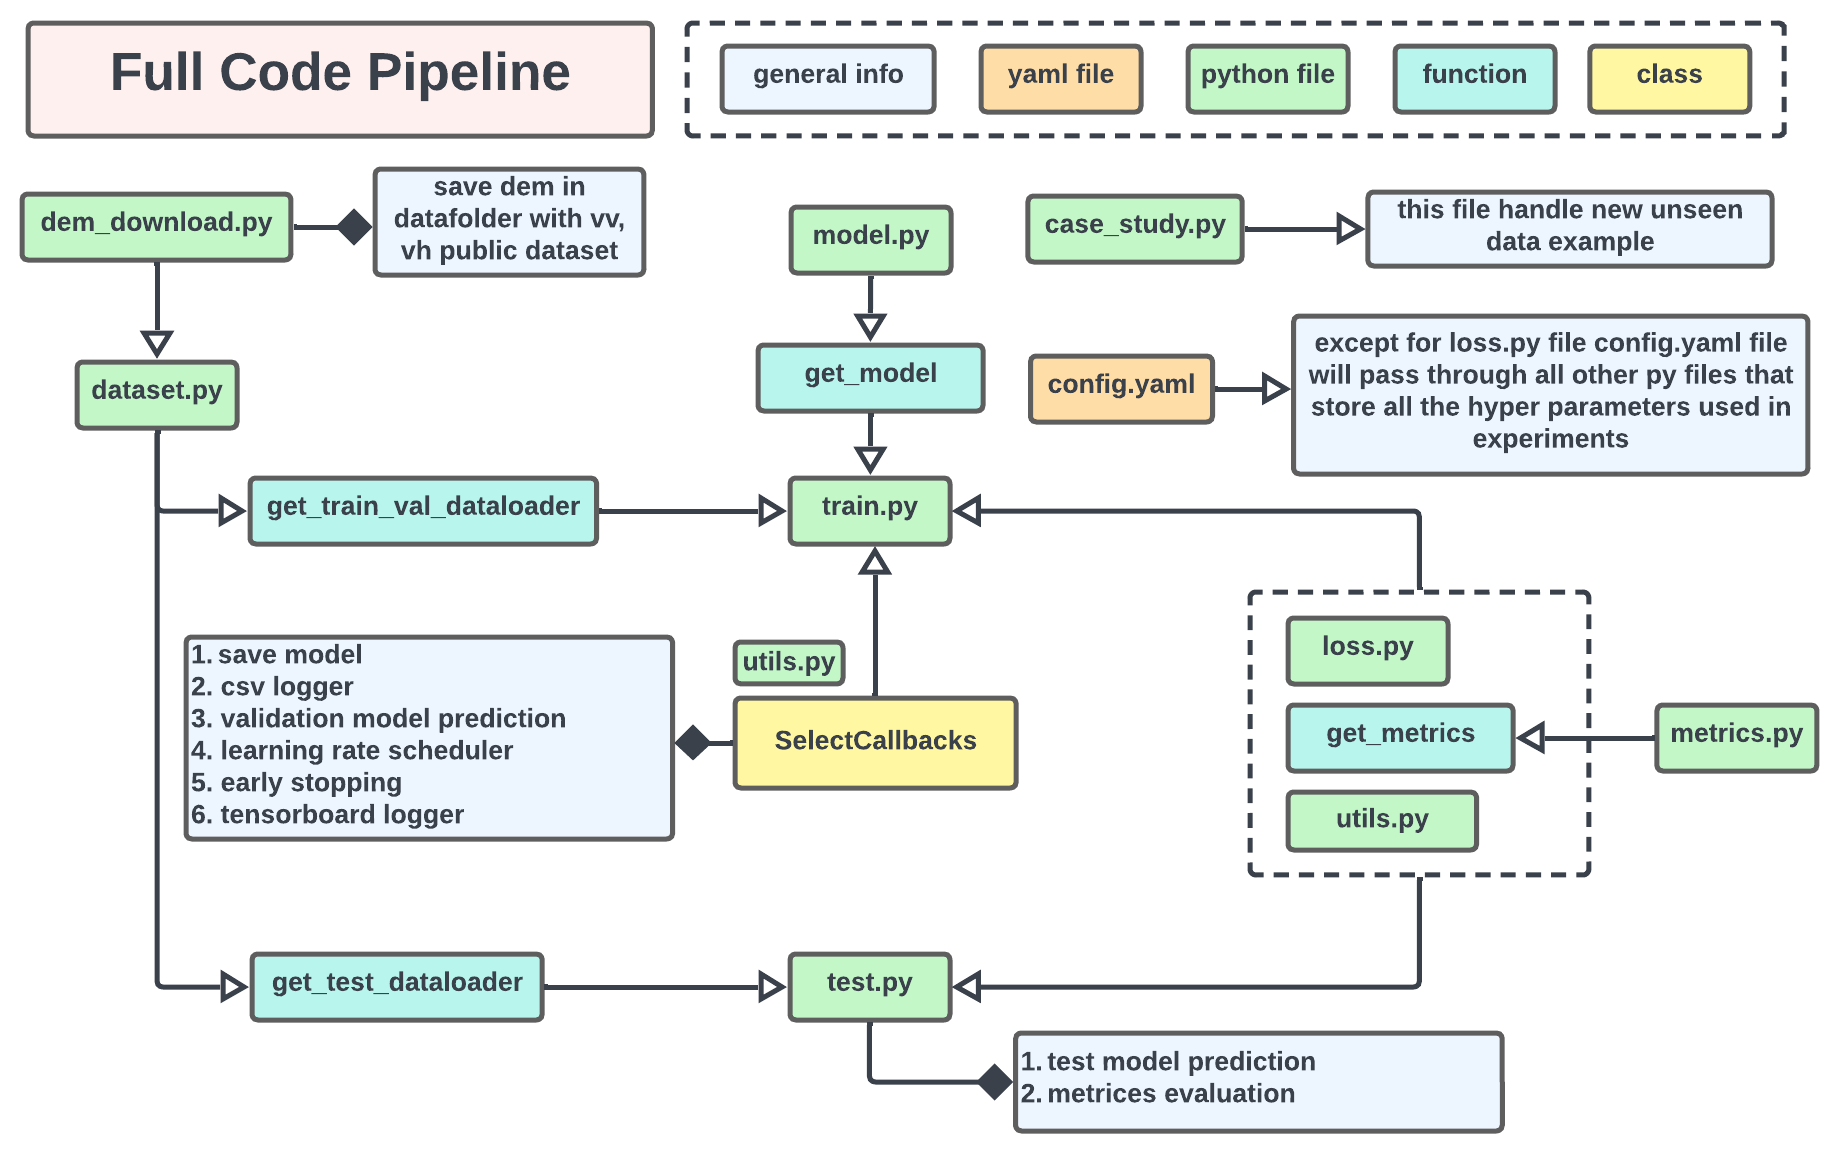 Full Code Pipeline
general info
yaml file
python file
function
class
dem_download.py
save dem in
datafolder with vv,
vh public dataset
model.py
case_study.py
this file handle new unseen
data example
dataset.py
get_model
config.yaml
except for loss.py file config.yaml file
will pass through all other py files that
store all the hyper parameters used in
experiments
get_train_val_dataloader
train.py
1. save model
2. csv logger
3. validation model prediction
4. learning rate scheduler
5. early stopping
6. tensorboard logger
utils.py
SelectCallbacks
loss.py
get_metrics
utils.py
metrics.py
get_test_dataloader
test.py
1. test model prediction
2. metrices evaluation